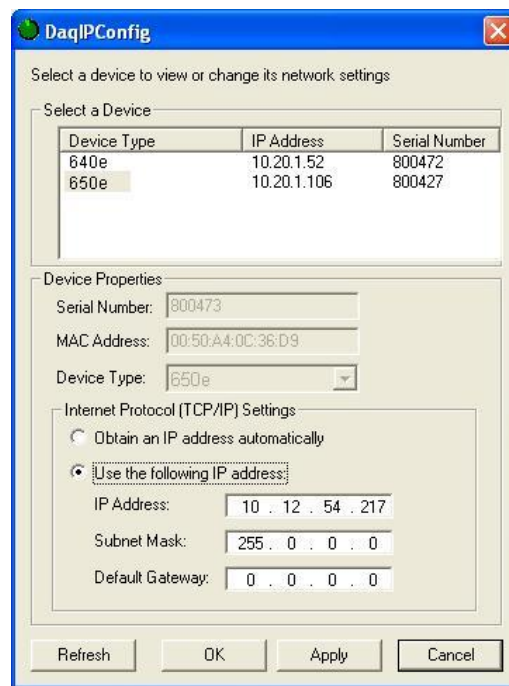 DaqIPConfig
Select a device to view or change its network settings
Select a Device
Device Type IP Address Serial Number
640e 10.20.1.52 800472
650e 10.20.1.106 800427
Device Properties
Serial Number: 800473
MAC Address: 00:50:A4:0C:36:D9
Device Type: 650e
Internet Protocol (TCP/IP) Settings
Obtain an IP address automatically
Use the following IP address:
IP Address: 10 . 12 . 54 . 217
Subnet Mask: 255 . 0 . 0 . 0
Default Gateway: 0 . 0 . 0 . 0
Refresh OK Apply Cancel